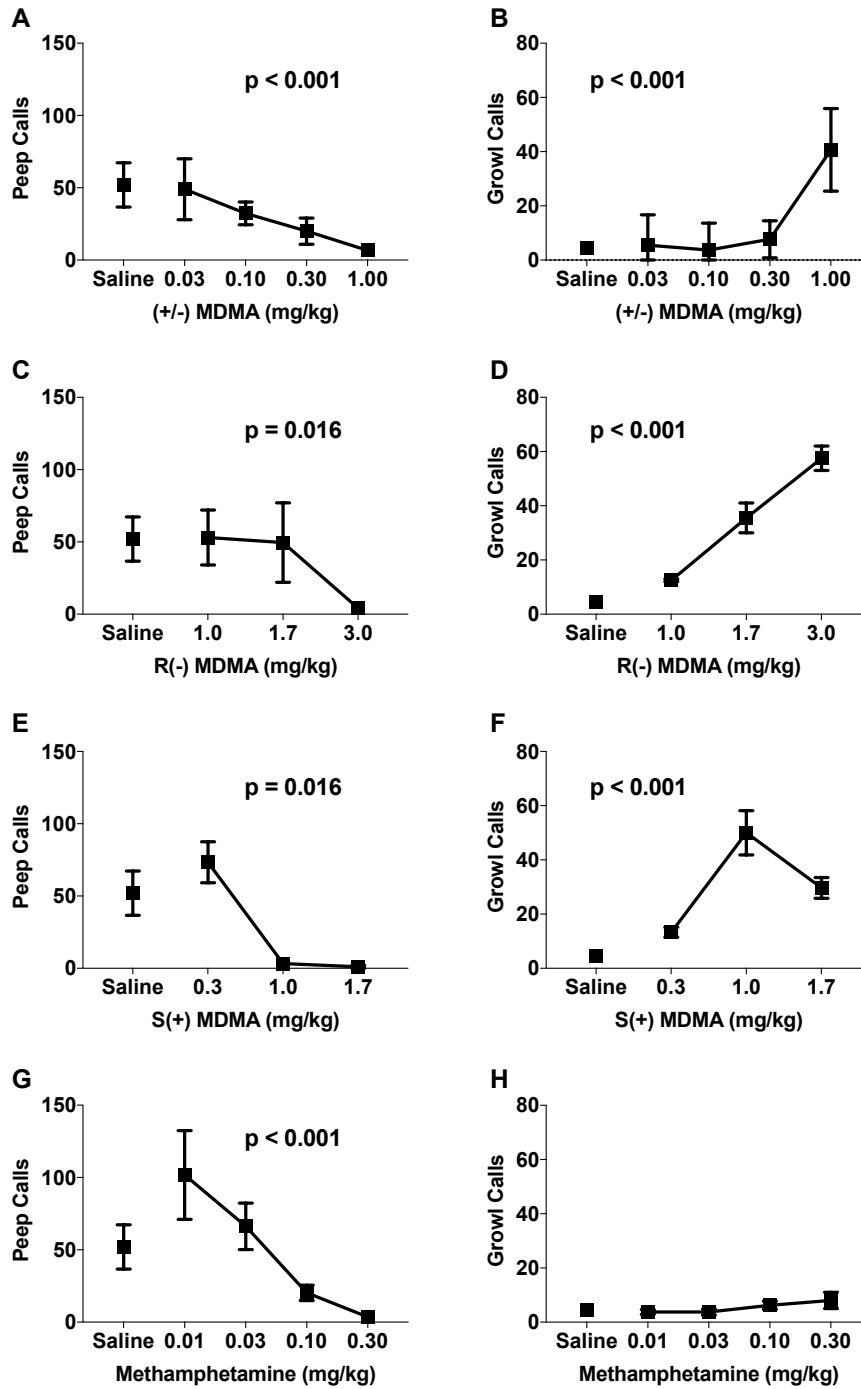 A
150
100
50
0
Peep Calls
p < 0.001
Saline 0.03 0.10 0.30 1.00
(+/-) MDMA (mg/kg)
B
80
60
40
20
0
Growl Calls
p < 0.001
Saline 0.03 0.10 0.30 1.00
(+/-) MDMA (mg/kg)
C
150
100
50
0
Peep Calls
p = 0.016
Saline 1.0 1.7 3.0
R(-) MDMA (mg/kg)
D
80
60
40
20
0
Growl Calls
p < 0.001
Saline 1.0 1.7 3.0
R(-) MDMA (mg/kg)
E
150
100
50
0
Peep Calls
p = 0.016
Saline 0.3 1.0 1.7
S(+) MDMA (mg/kg)
F
80
60
40
20
0
Growl Calls
p < 0.001
Saline 0.3 1.0 1.7
S(+) MDMA (mg/kg)
G
150
100
50
0
Peep Calls
p < 0.001
Saline 0.01 0.03 0.10 0.30
Methamphetamine (mg/kg)
H
80
60
40
20
0
Growl Calls
Saline 0.01 0.03 0.10 0.30
Methamphetamine (mg/kg)